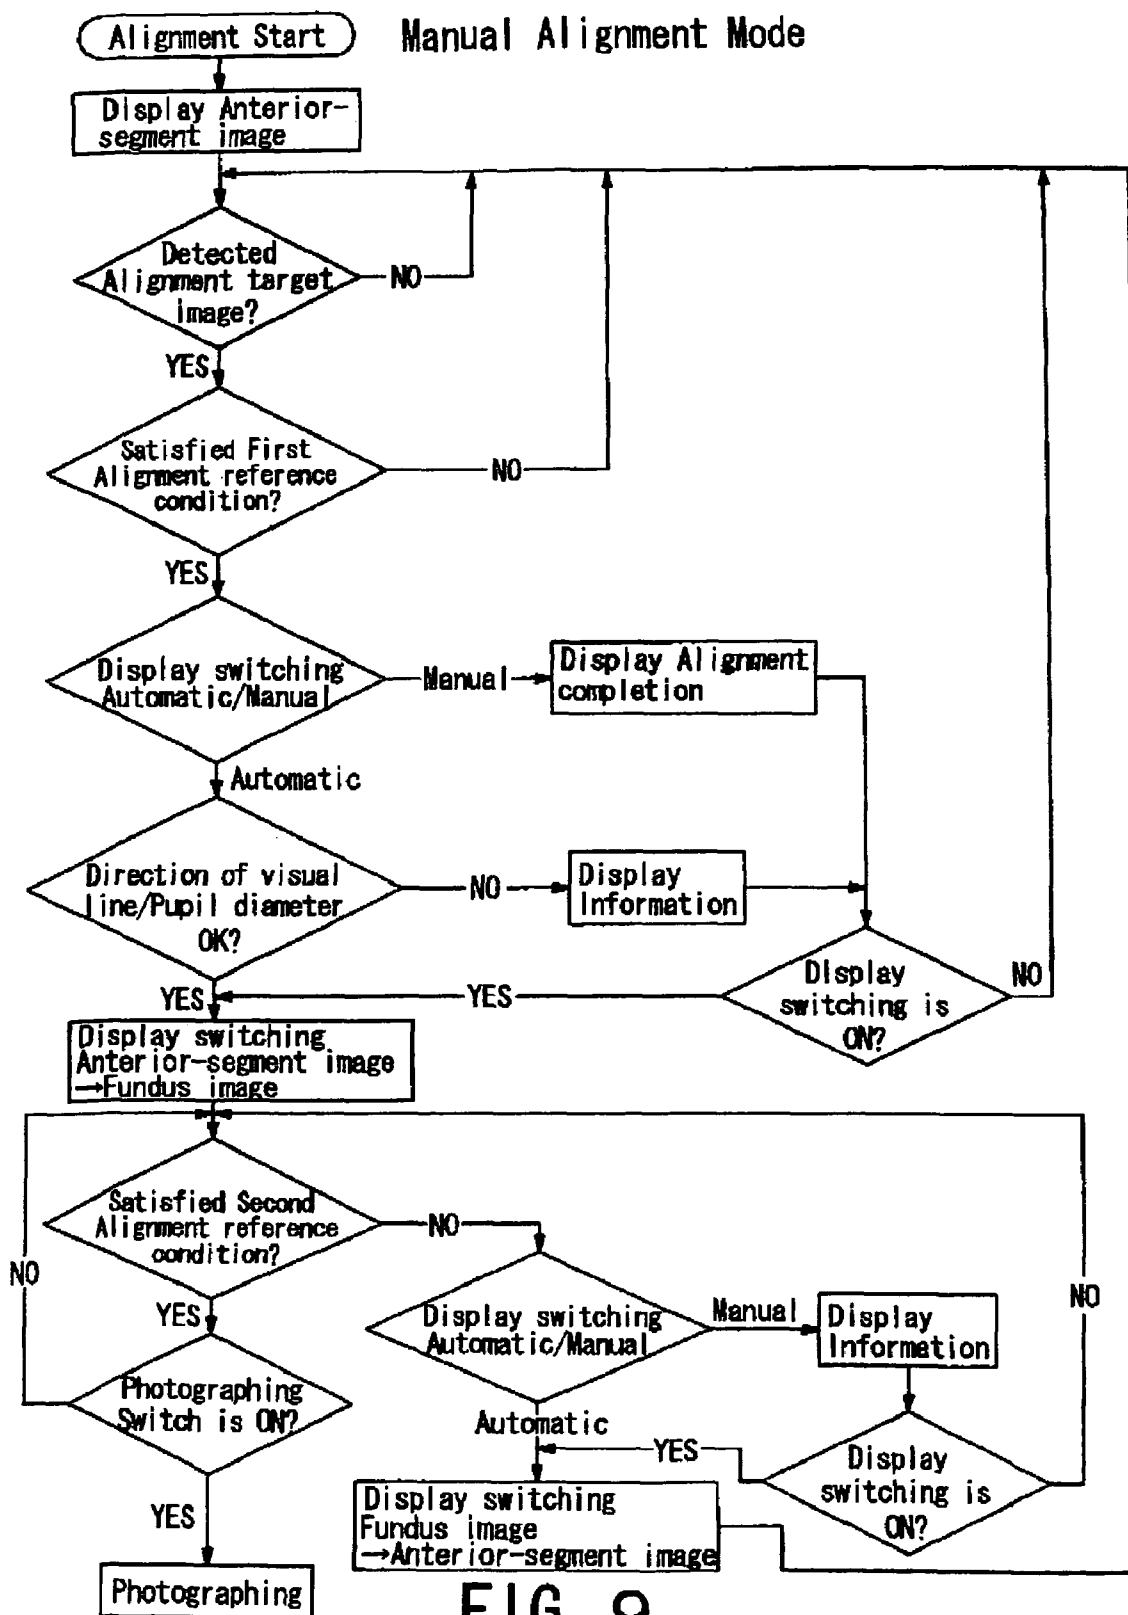 Alignment Start
Manual Alignment Mode
Display Anterior-
segment image
Detected
Alignment target
image?
NO
YES
Satisfied First
Alignment reference
condition?
NO
YES
Display switching
Automatic/Manual
Manual
Display Alignment
completion
Automatic
Direction of visual
line/Pupil diameter
OK?
NO
Display
Information
Display
switching is
ON?
NO
YES
YES
Display switching
Anterior-segment image
→Fundus image
Satisfied Second
Alignment reference
condition?
NO
NO
YES
Display switching
Automatic/Manual
Manual
Display
Information
NO
Photographing
Switch is ON?
Automatic
YES
Display
switching is
ON?
YES
Display switching
Fundus image
→Anterior-segment image
Photographing
FIG. 9